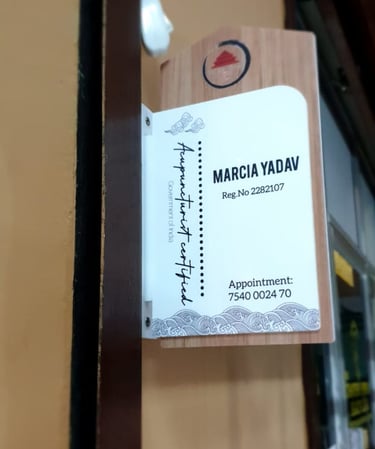 MARCIA YADAV
Reg.No 2282107
Acupuncturist certified
Government of India
Appointment:
7540 0024 70